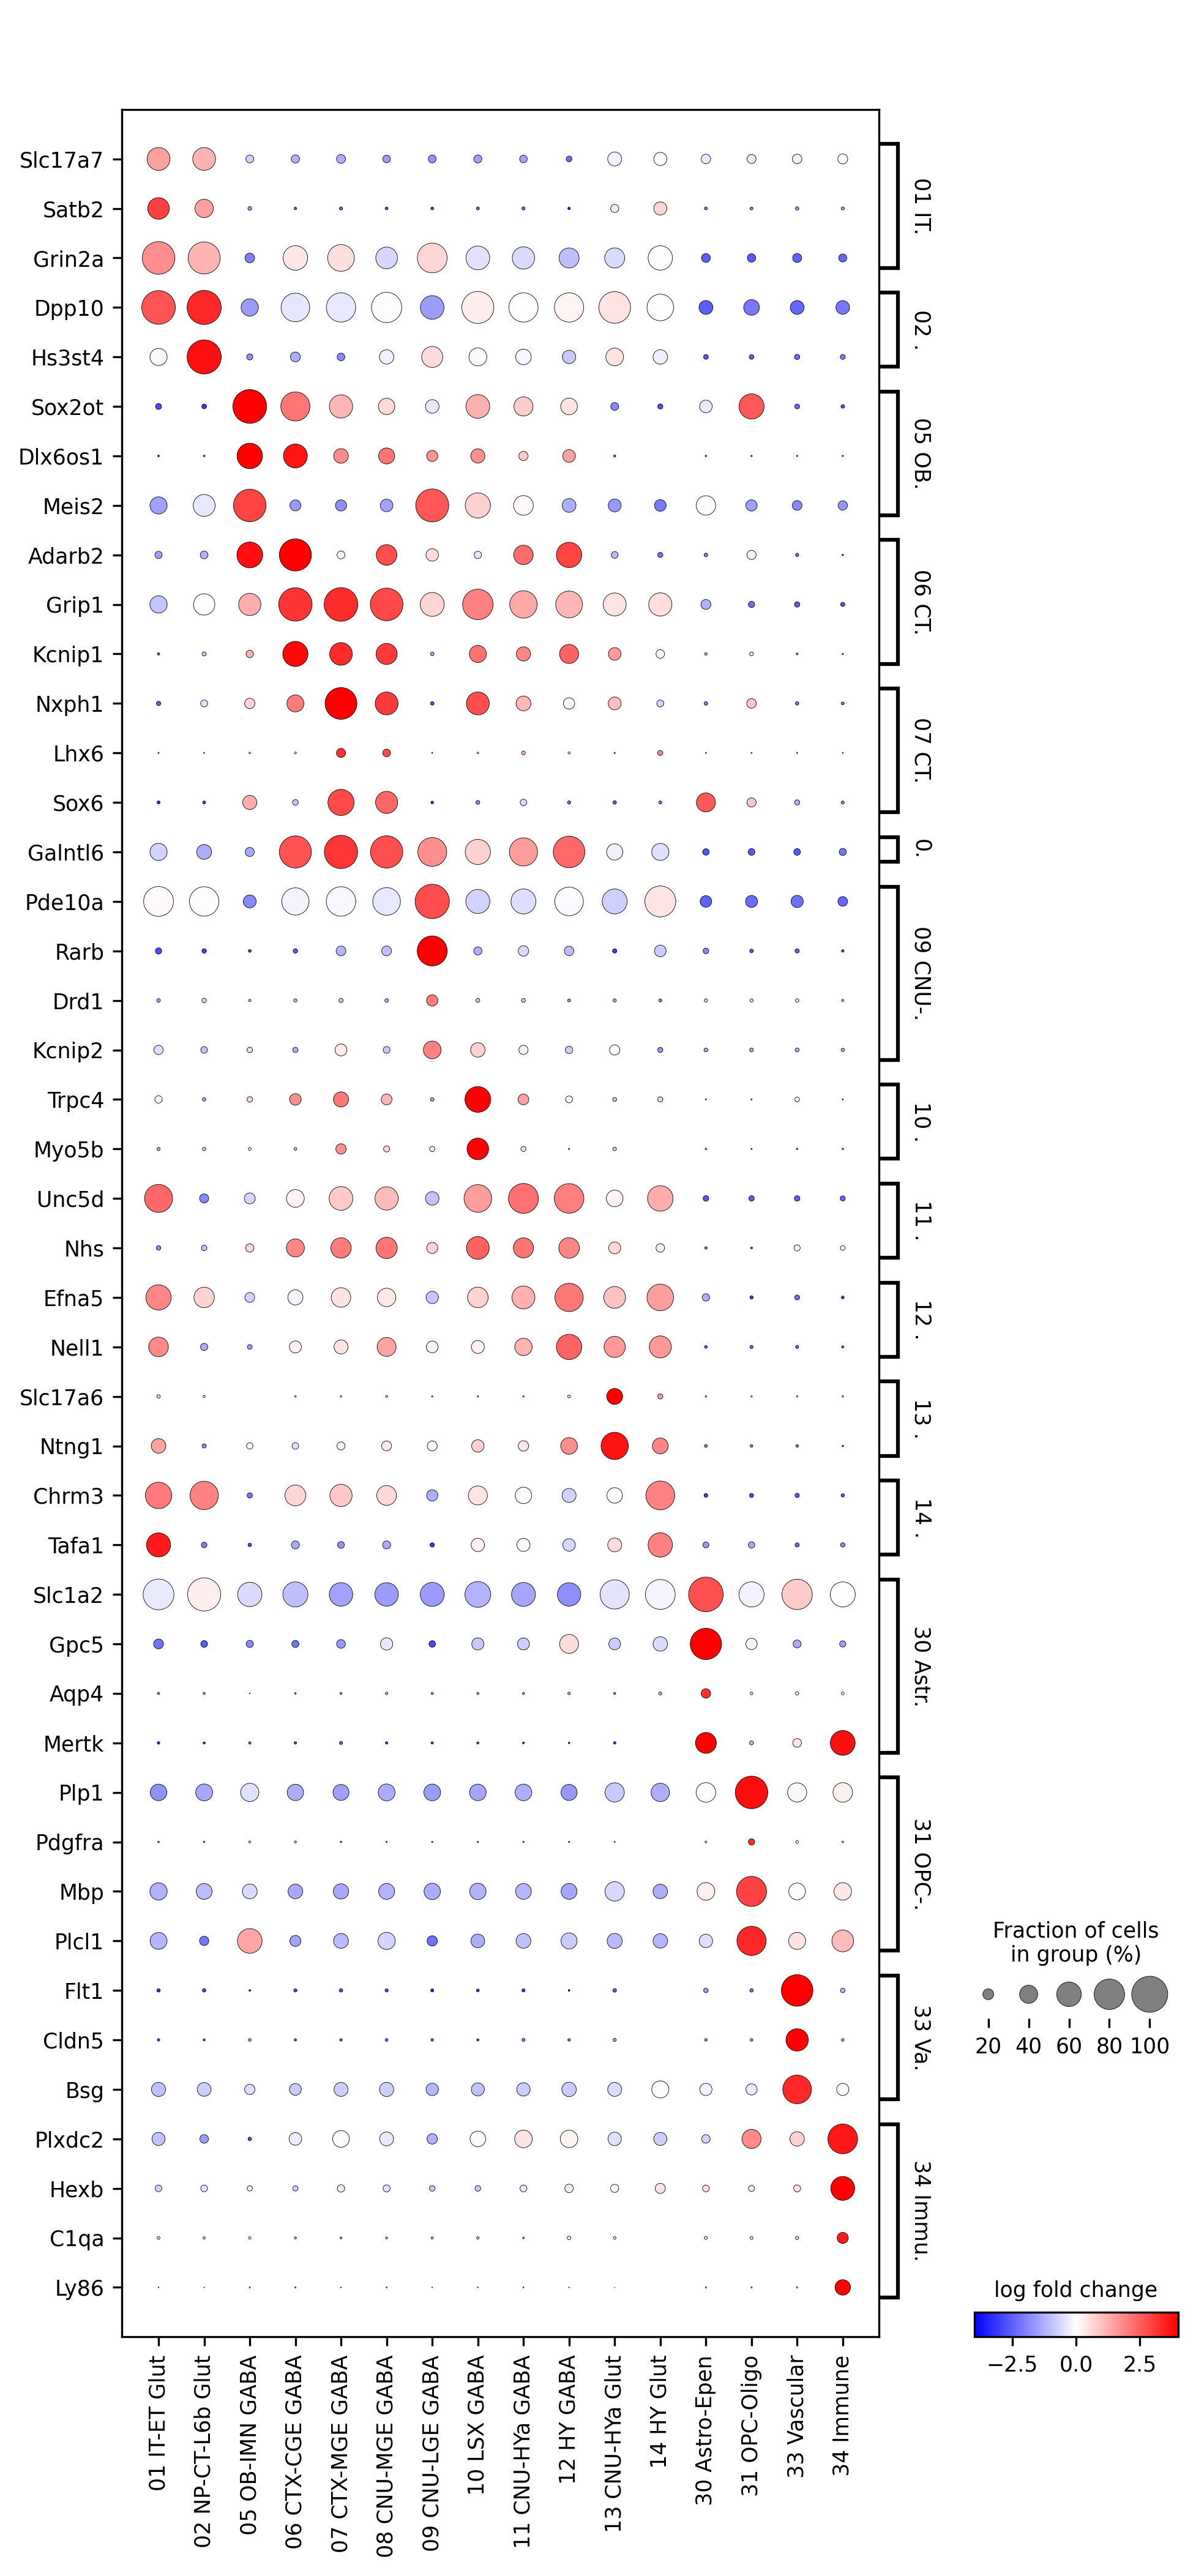 Slc17a7
Satb2
Grin2a
Dpp10
Hs3st4
Sox2ot
Dlx6os1
Meis2
Adarb2
Grip1
Kcnip1
Nxph1
Lhx6
Sox6
Galntl6
Pde10a
Rarb
Drd1
Kcnip2
Trpc4
Myo5b
Unc5d
Nhs
Efna5
Nell1
Slc17a6
Ntng1
Chrm3
Tafa1
Slc1a2
Gpc5
Aqp4
Mertk
Plp1
Pdgfra
Mbp
Plcl1
Flt1
Cldn5
Bsg
Plxdc2
Hexb
C1qa
Ly86
01 IT.
02 .
05 OB.
06 CT.
07 CT.
0.
09 CNU-.
10 .
11 .
12 .
13 .
14 .
30 Astr.
31 OPC-.
33 Va.
34 Immu.
01 IT-ET Glut
02 NP-CT-L6b Glut
05 OB-IMN GABA
06 CTX-CGE GABA
07 CTX-MGE GABA
08 CNU-MGE GABA
09 CNU-LGE GABA
10 LSX GABA
11 CNU-HYa GABA
12 HY GABA
13 CNU-HYa Glut
14 HY Glut
30 Astro-Epen
31 OPC-Oligo
33 Vascular
34 Immune
Fraction of cells
in group (%)
20 40 60 80 100
log fold change
−2.5 0.0 2.5